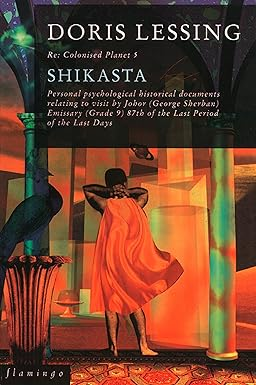 DORIS LESSING
Re: Colonised Planet 5
SHIKASTA
Personal psychological historical documents
relating to visit by Johor (George Sherban)
Emissary (Grade 9) 87th of the Last Period
of the Last Days
flamingo